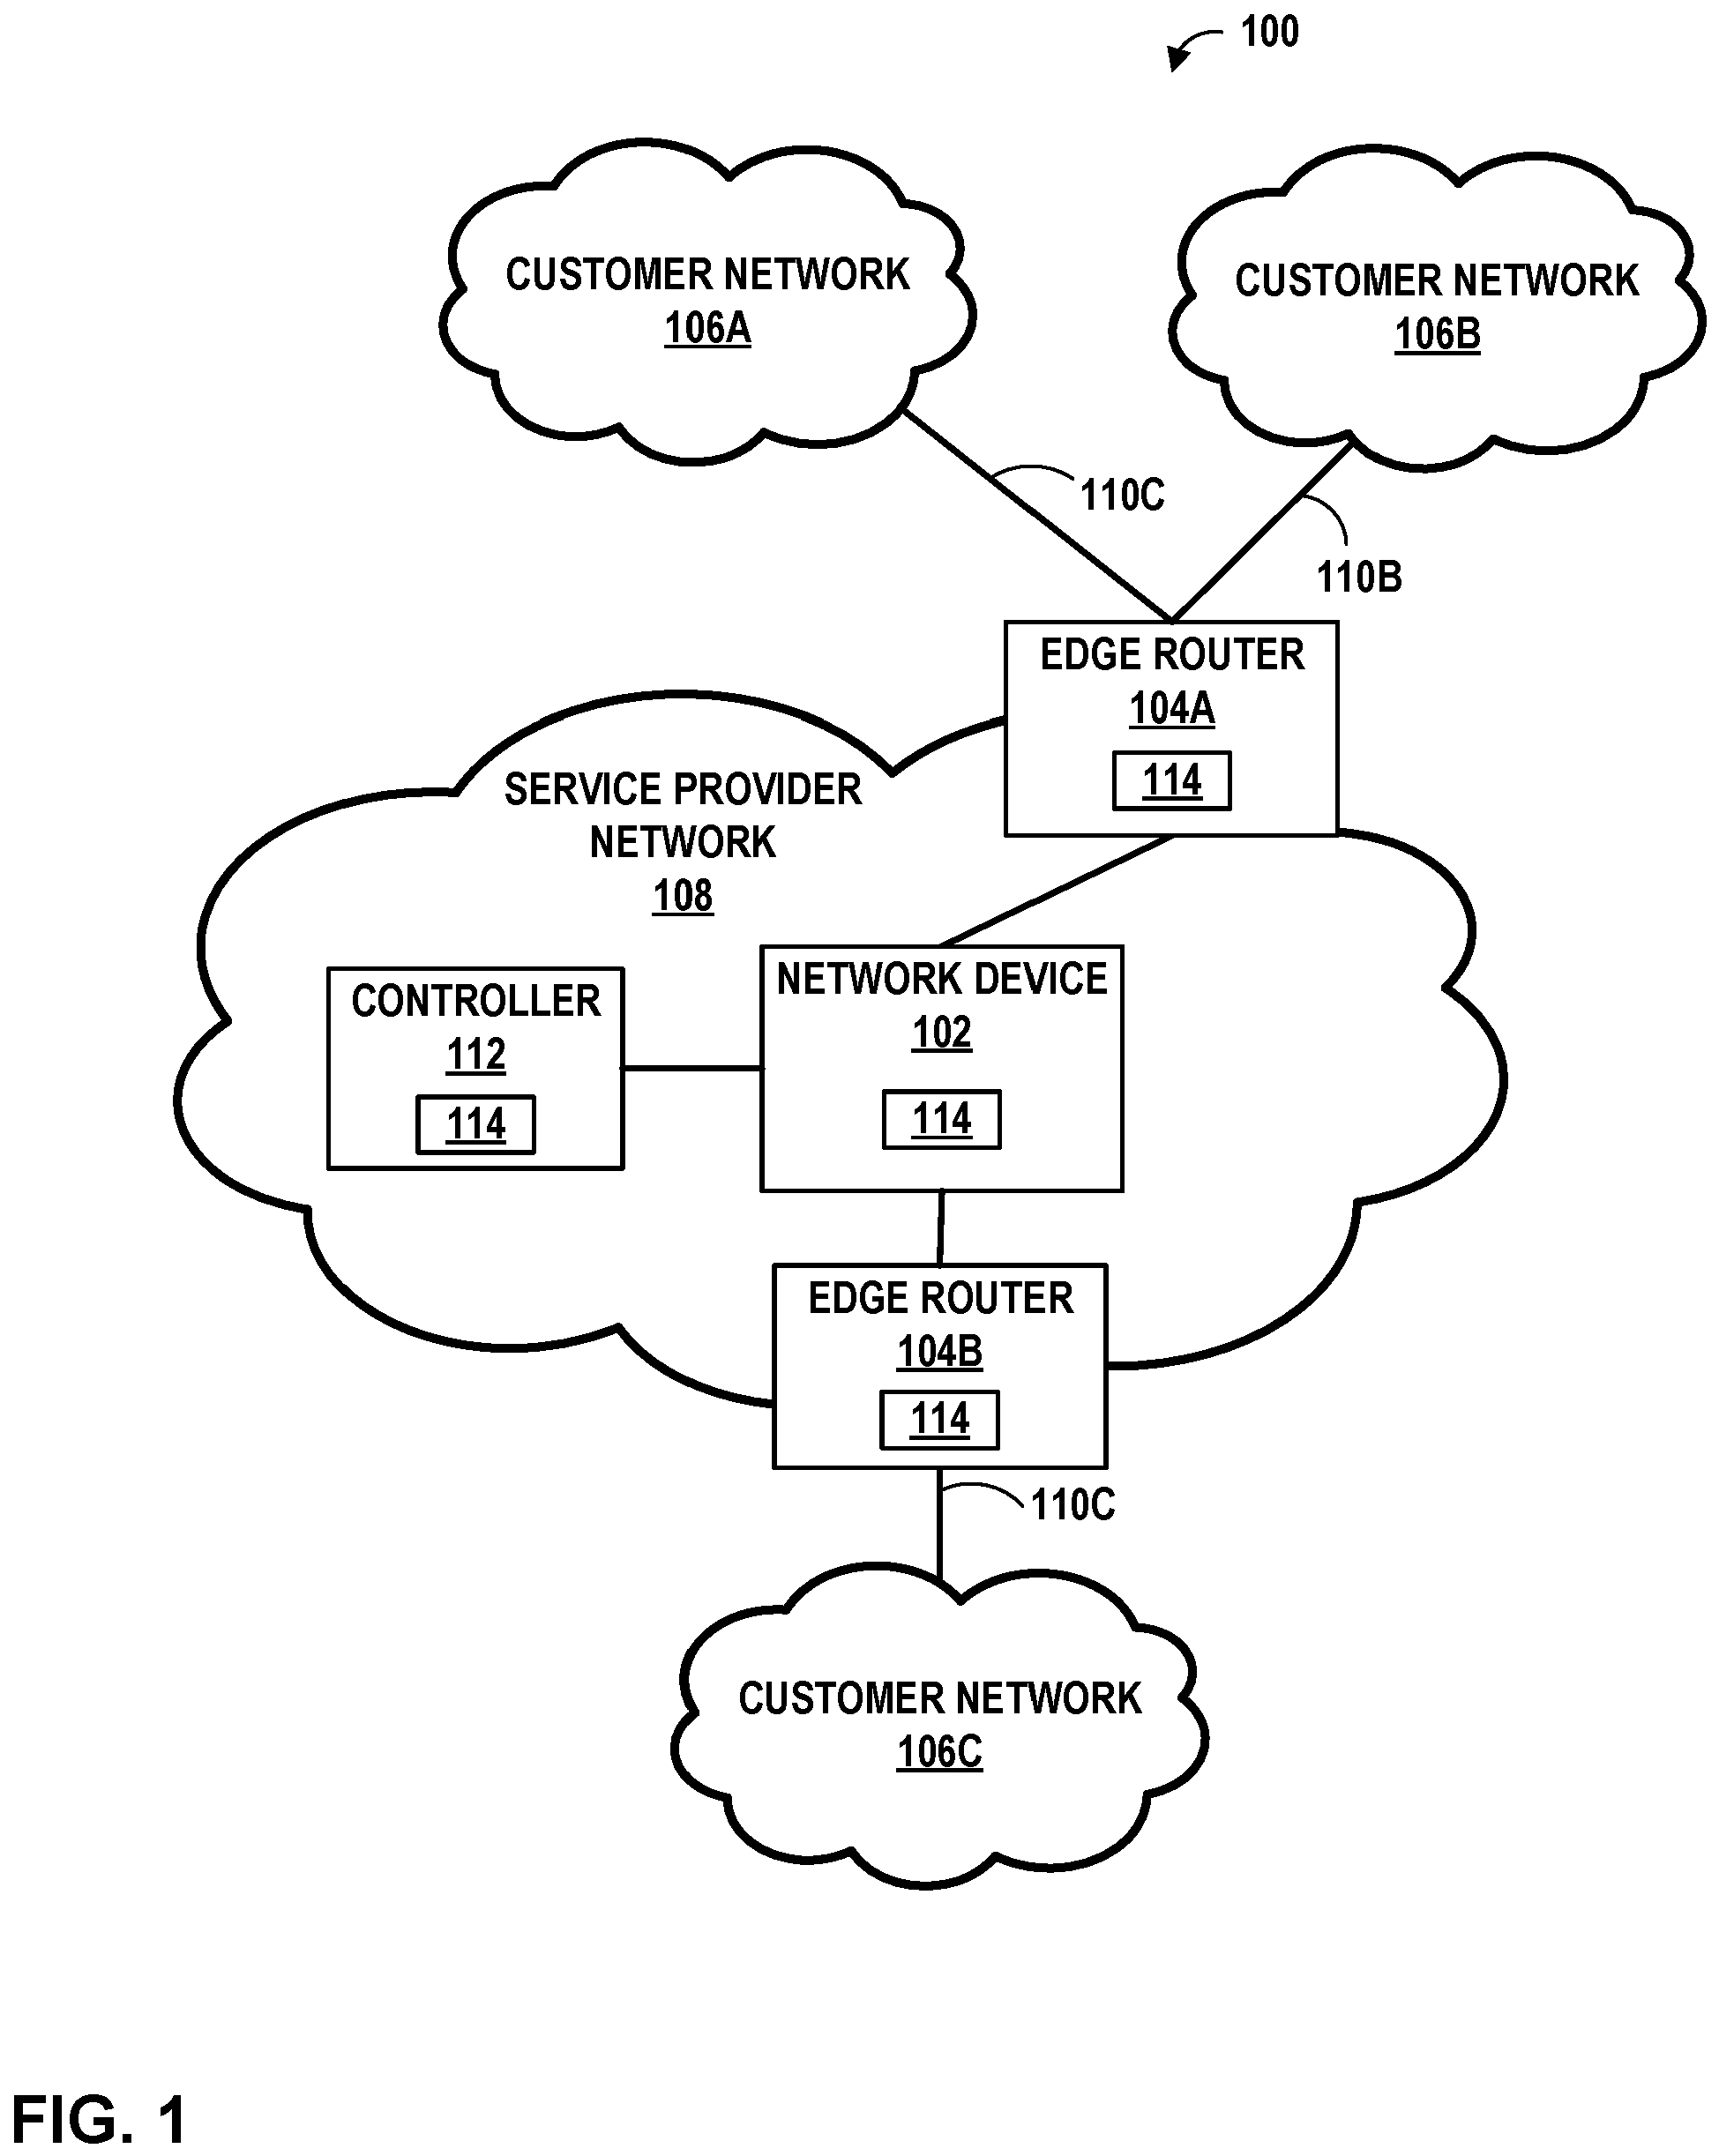 100
CUSTOMER NETWORK
106A
CUSTOMER NETWORK
106B
110C
110B
EDGE ROUTER
104A
114
SERVICE PROVIDER
NETWORK
108
CONTROLLER
112
114
NETWORK DEVICE
102
114
EDGE ROUTER
104B
114
110C
CUSTOMER NETWORK
106C
FIG. 1